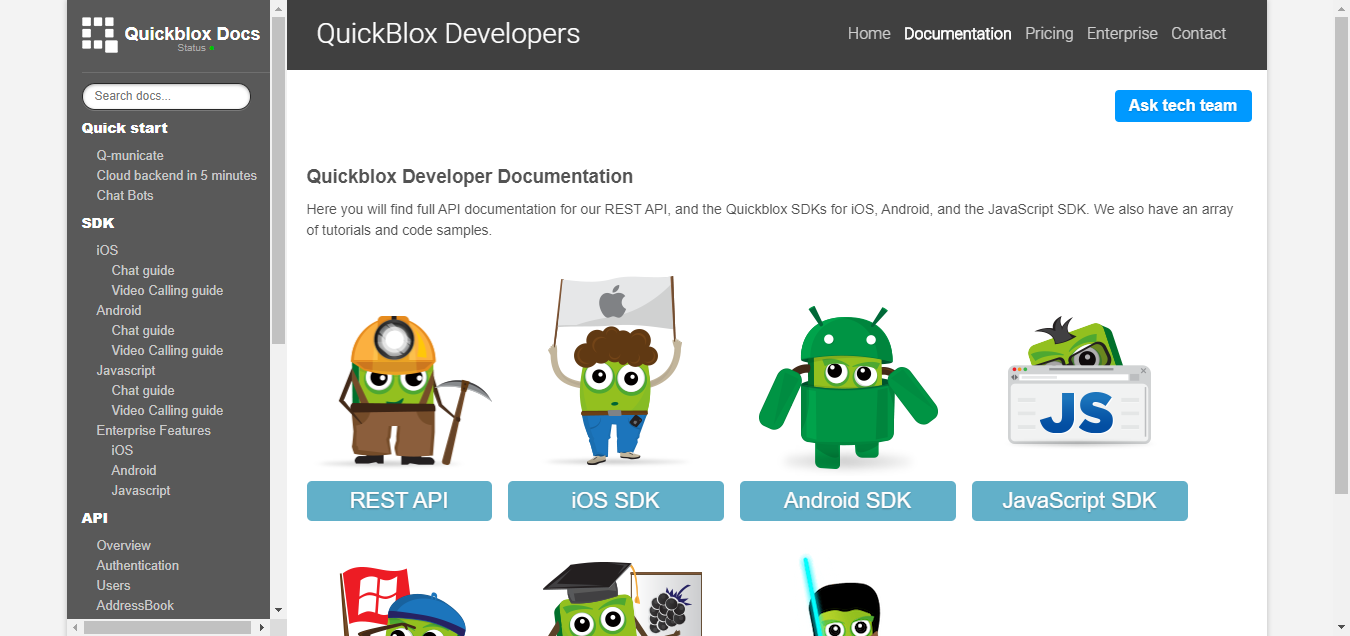 Quickblox Docs
Status
Search docs...
Quick start
Q-municate
Cloud backend in 5 minutes
Chat Bots
SDK
iOS
Chat guide
Video Calling guide
Android
Chat guide
Video Calling guide
Javascript
Chat guide
Video Calling guide
Enterprise Features
iOS
Android
Javascript
API
Overview
Authentication
Users
AddressBook
QuickBlox Developers
Home Documentation Pricing Enterprise Contact
Ask tech team
Quickblox Developer Documentation
Here you will find full API documentation for our REST API, and the Quickblox SDKs for iOS, Android, and the JavaScript SDK. We also have an array
of tutorials and code samples.
JS
REST API iOS SDK Android SDK JavaScript SDK